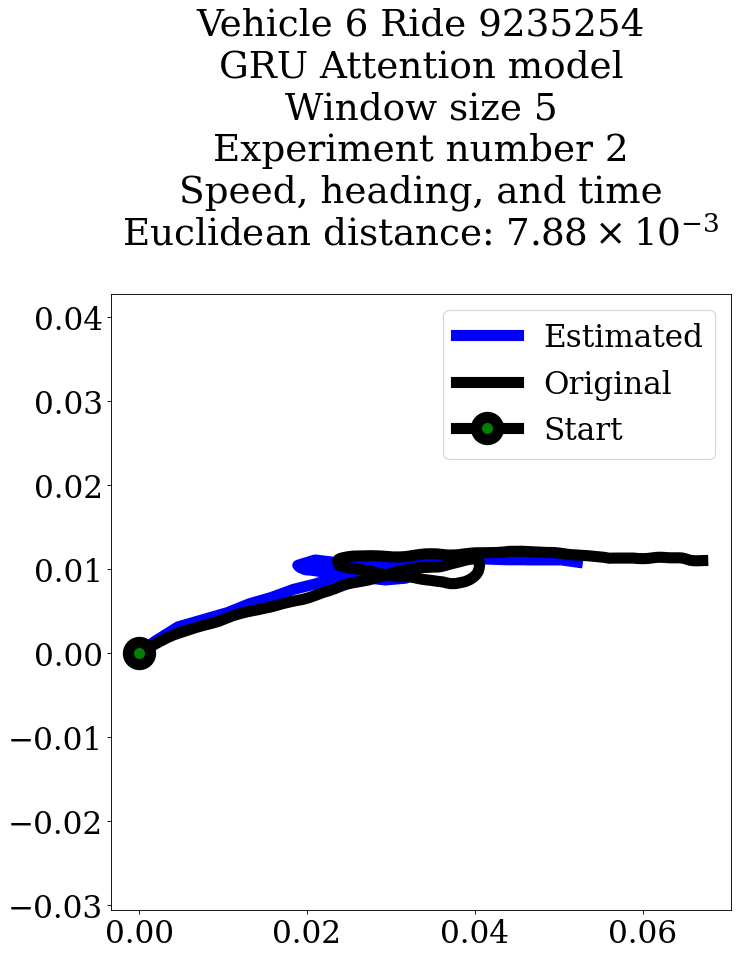 Vehicle 6 Ride 9235254
GRU Attention model
Window size 5
Experiment number 2
Speed, heading, and time
Euclidean distance: 7.88 × 10⁻³
Estimated
Original
Start
0.04
0.03
0.02
0.01
0.00
−0.01
−0.02
−0.03
0.00 0.02 0.04 0.06